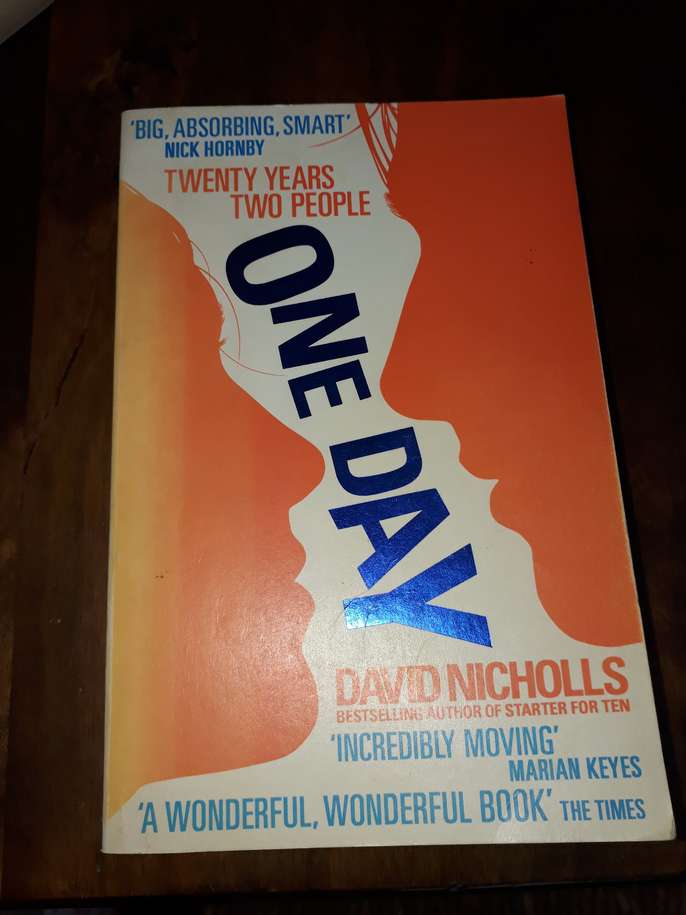 'BIG, ABSORBING, SMART'
NICK HORNBY
TWENTY YEARS
TWO PEOPLE
ONE DAY
DAVID NICHOLLS
BESTSELLING AUTHOR OF STARTER FOR TEN
'INCREDIBLY MOVING'
MARIAN KEYES
'A WONDERFUL, WONDERFUL BOOK' THE TIMES